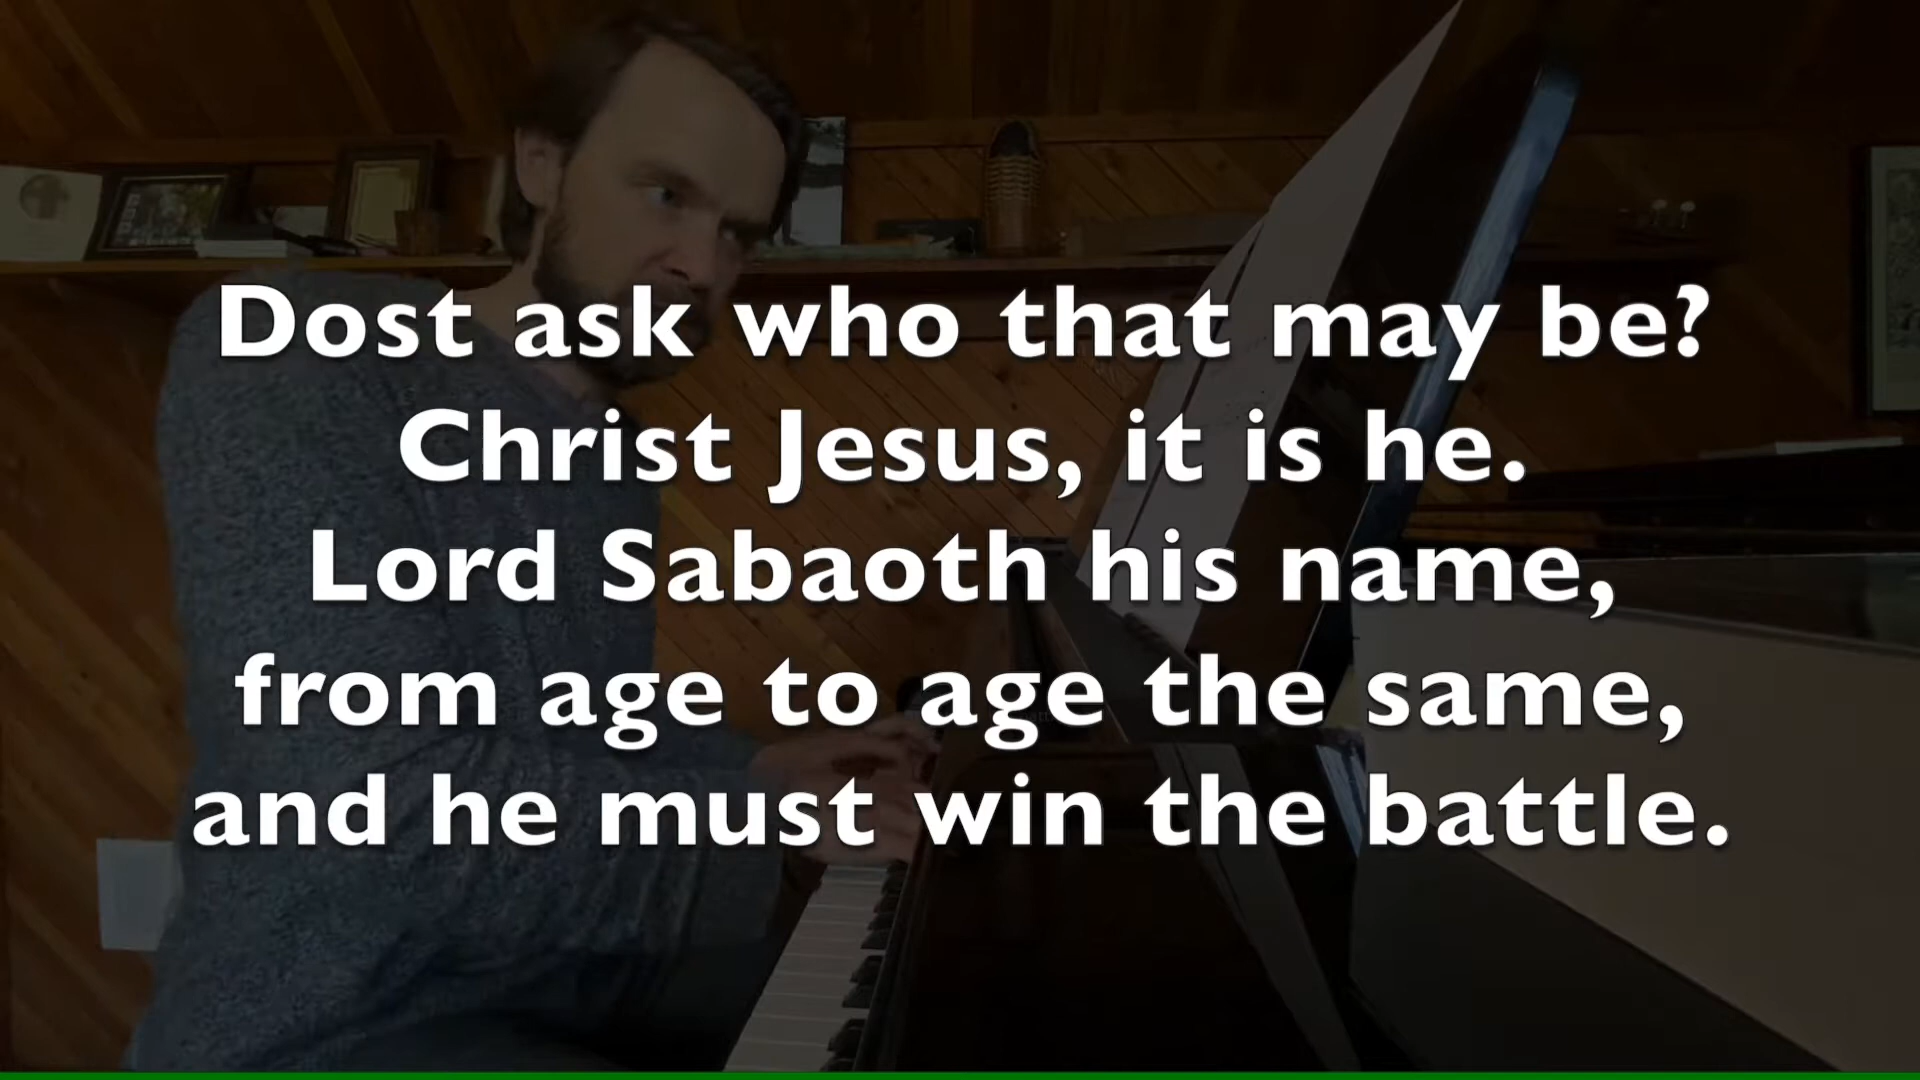 Dost ask who that may be?
Christ Jesus, it is he.
Lord Sabaoth his name,
from age to age the same,
and he must win the battle.